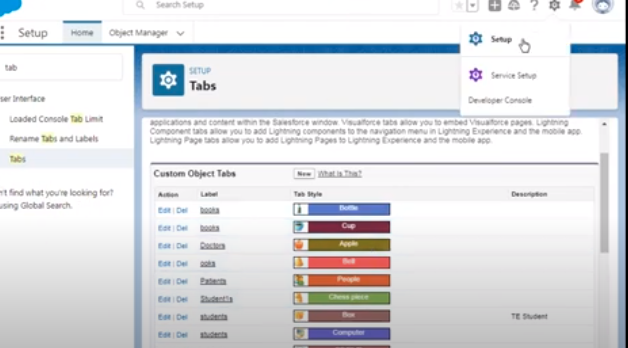 Search Setup
Setup
Home
Object Manager
Setup
Service Setup
Developer Console
tab
ser Interface
Loaded Console Tab Limit
Rename Tabs and Labels
Tabs
't find what you're looking for?
using Global Search.
SETUP
Tabs
applications and content within the Salesforce window. Visualforce tabs allow you to embed Visualforce pages. Lightning
Component tabs allow you to add Lightning components to the navigation menu in Lightning Experience and the mobile app.
Lightning Page tabs allow you to add Lightning Pages to Lightning Experience and the mobile app.
Custom Object Tabs New What Is This?
Action Label Tab Style Description
Edit | Del books Bottle
Edit | Del books Cup
Edit | Del Doctors Apple
Edit | Del ooks Bell
Edit | Del Patients People
Edit | Del Student1s Chess piece
Edit | Del students Box TE Student
Edit | Del students Computer